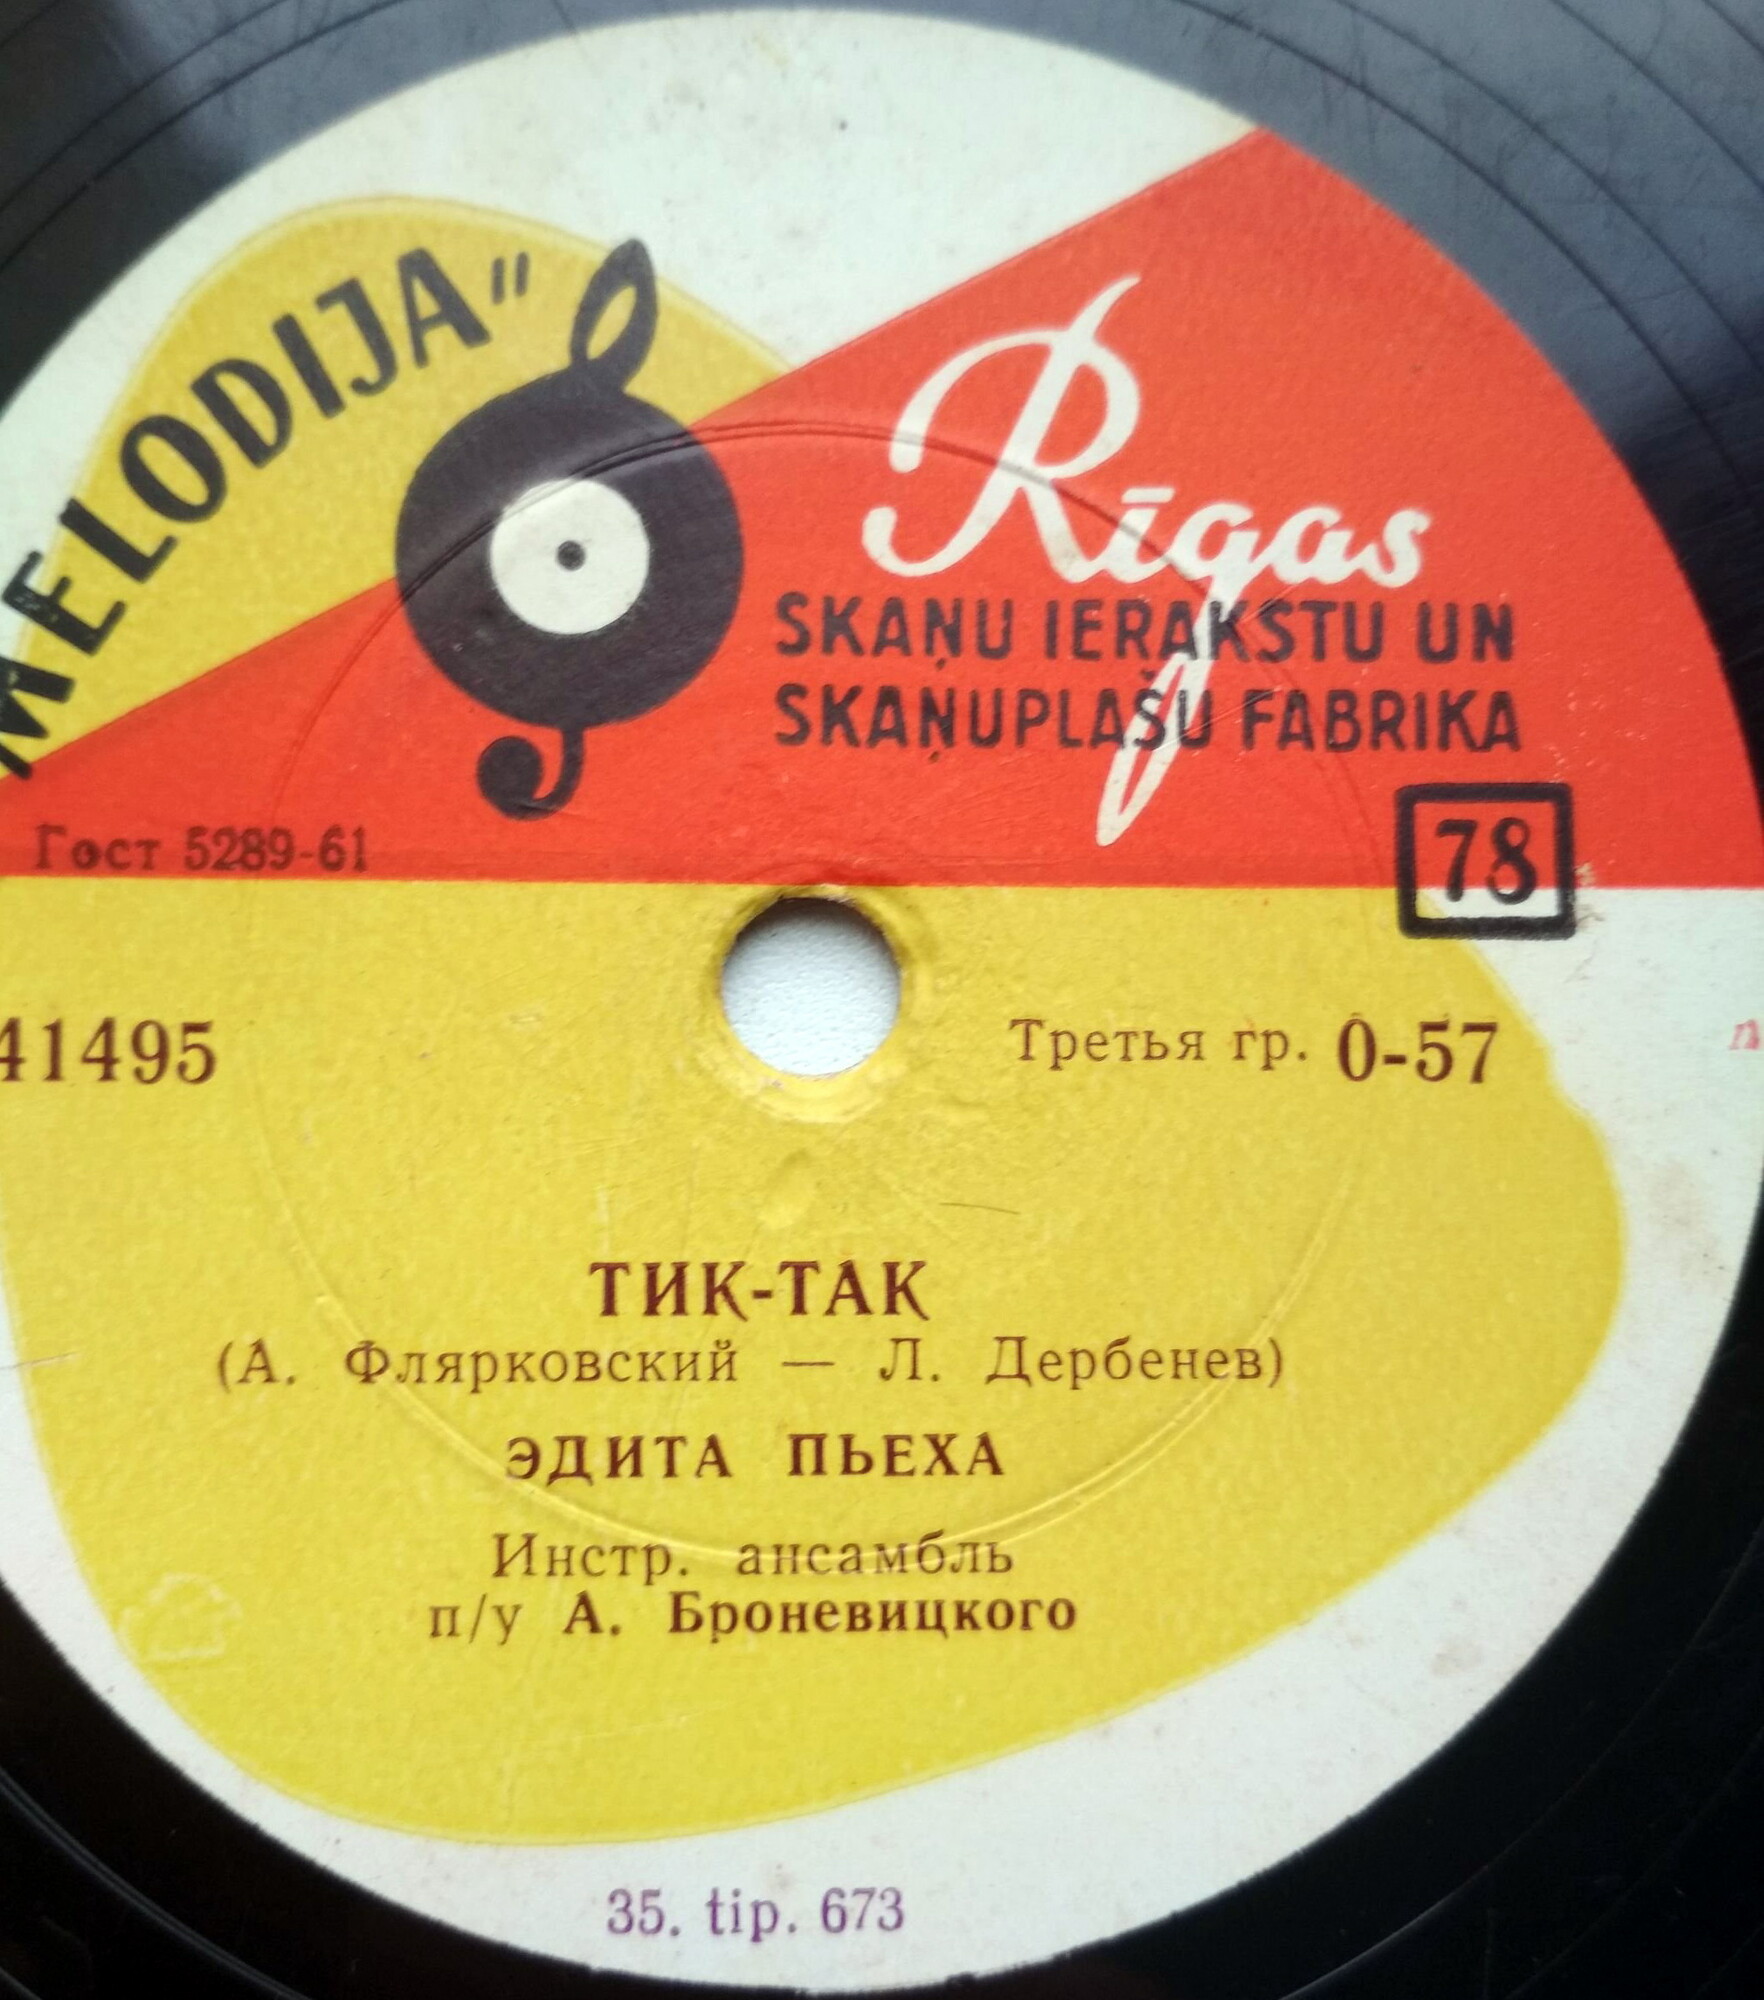 MELODIJA"
Rīgas
SKAŅU IERAKSTU UN
SKAŅUPLAŠU FABRIKA
78
Гост 5289-61
41495
Третья гр. 0-57
ТИК-ТАК
(А. Флярковский — Л. Дербенев)
ЭДИТА ПЬЕХА
Инстр. ансамбль
п/у А. Броневицкого
35. tip. 673